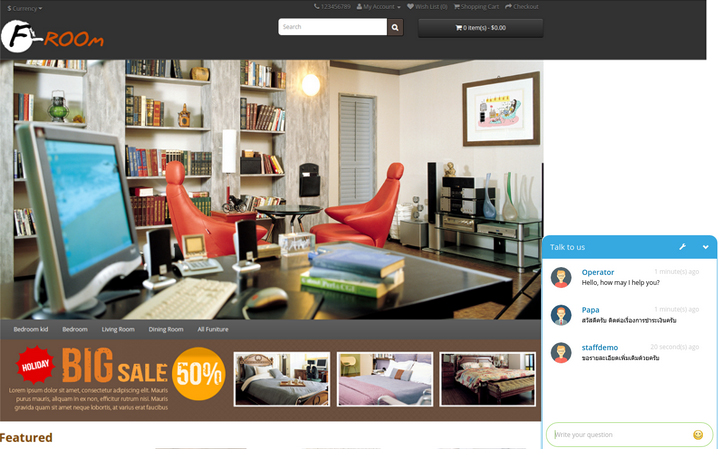 $ Currency
123456789 My Account Wish List (0) Shopping Cart Checkout
F-ROOm
Search
0 item(s) - $0.00
Talk to us
Operator 1 minute(s) ago
Hello, how may I help you?
Papa 1 minute(s) ago
สวัสดีครับ ติดต่อเรื่องการชำระเงินครับ
staffdemo 20 second(s) ago
ขอรายละเอียดเพิ่มเติมด้วยครับ
Write your question
Bedroom kid Bedroom Living Room Dining Room All Funiture
HOLIDAY
BIG SALE
50%
Lorem ipsum dolor sit amet, consectetur adipiscing elit. Mauris
purus mauris, aliquam in ex non, efficitur rutrum nisi. Mauris
gravida quam sit amet neque lobortis, at varius erat faucibus
Featured